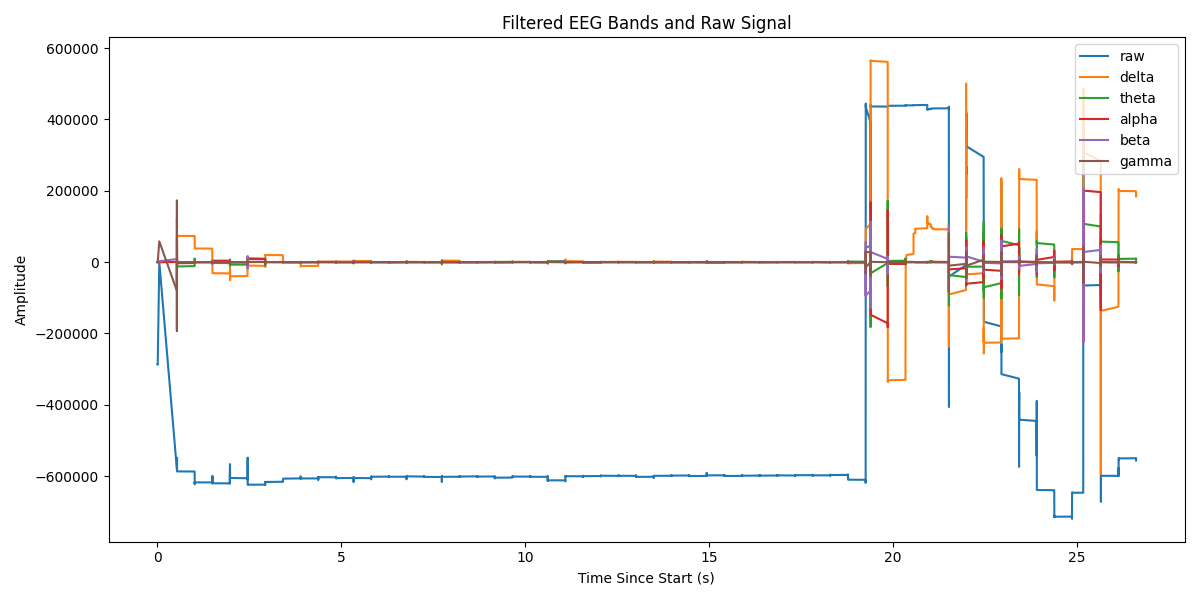 Filtered EEG Bands and Raw Signal
600000
400000
200000
0
−200000
−400000
−600000
Amplitude
0 5 10 15 20 25
Time Since Start (s)
raw
delta
theta
alpha
beta
gamma